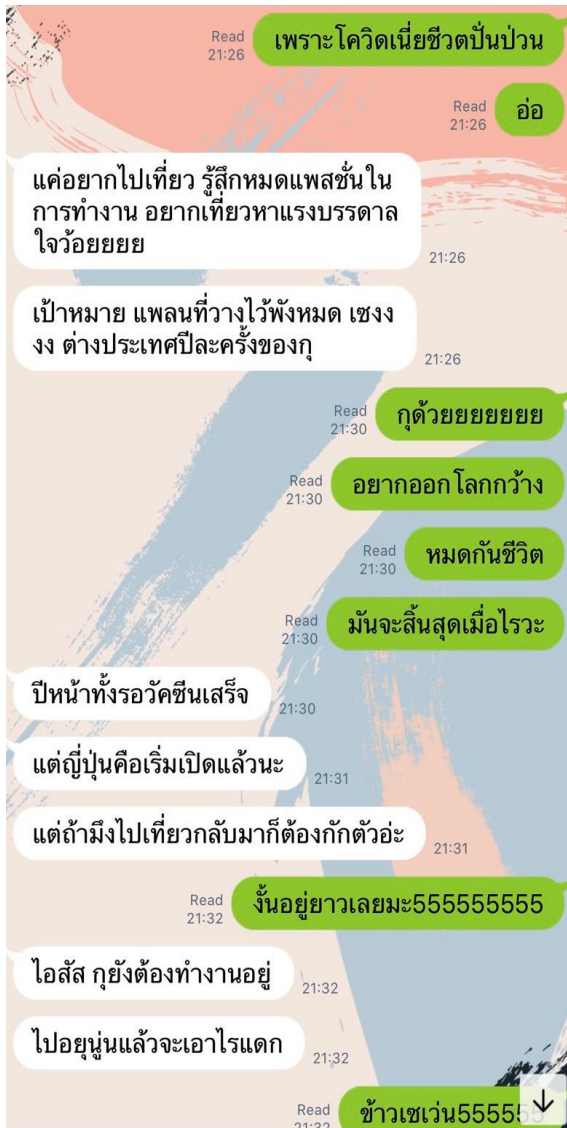 เพราะโควิดเนี่ยชีวตปั่นป่วน
Read
21:26
อ่อ
Read
21:26
แค่อยากไปเที่ยว รู้สึกหมดแพสชั่นใน
การทำงาน อยากเที่ยวหาแรงบรรดาล
ใจว้อยยยย
21:26
เป้าหมาย แพลนที่วางไว้พังหมด เซงง
งง ต่างประเทศปีละครั้งของกุ
21:26
กุด้วยยยยยยย
Read
21:30
อยากออกโลกกว้าง
Read
21:30
หมดกันชีวิต
Read
21:30
มันจะสิ้นสุดเมื่อไรวะ
Read
21:30
ปีหน้าทั้งรอวัคซีนเสร็จ
21:30
แต่ญี่ปุ่นคือเริ่มเปิดแล้วนะ
21:31
แต่ถ้ามึงไปเที่ยวกลับมาก็ต้องกักตัวอ่ะ
21:31
งั้นอยู่ยาวเลยมะ555555555
Read
21:32
ไอสัส กุยังต้องทำงานอยู่
21:32
ไปอยุนู่นแล้วจะเอาไรแดก
21:32
ข้าวเซเว่น555555
Read
21:32